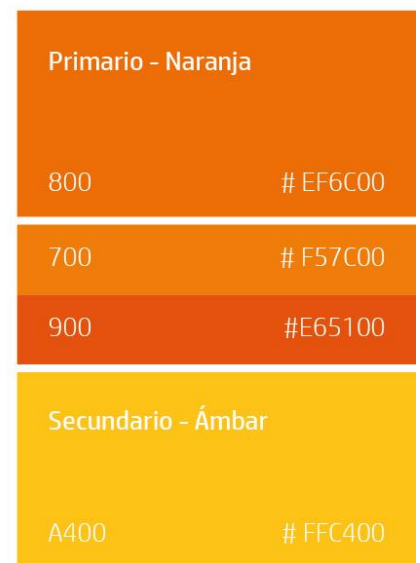 Primario - Naranja
800 # EF6C00
700 # F57C00
900 #E65100
Secundario - Ámbar
A400 # FFC400